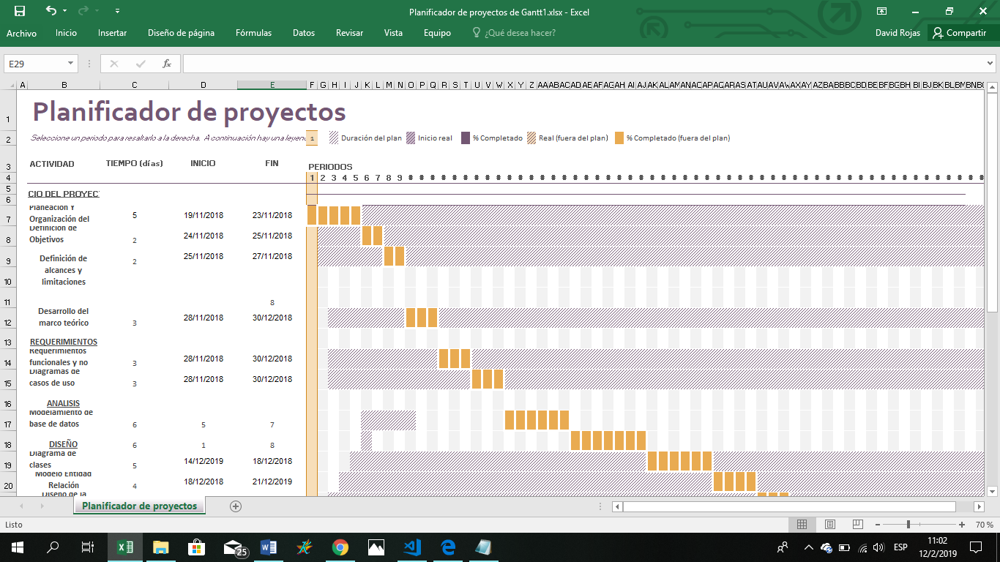 Planificador de proyectos de Gantt1.xlsx - Excel
Archivo Inicio Insertar Diseño de página Fórmulas Datos Revisar Vista Equipo ¿Qué desea hacer? David Rojas Compartir
E29 fx
A B C D E F G H I J K L M N O P Q R S T U V W X Y Z
Planificador de proyectos
Seleccione un periodo para resaltarlo a la derecha. A continuación hay una leyen 1 Duración del plan Inicio real % Completado Real (fuera del plan) % Completado (fuera del plan)
ACTIVIDAD TIEMPO (días) INICIO FIN
PERIODOS
1 2 3 4 5 6 7 8 9 # # # # # # # # # # # # # # # # # # # # # # # # # # # # # # # # # # # # # # # # # # # # # # # # # # # #
CIO DEL PROYEC
Planeación Y
Organización del 5 19/11/2018 23/11/2018
Definición de
Objetivos 2 24/11/2018 25/11/2018
Definición de
alcances y
limitaciones 2 25/11/2018 27/11/2018
8
Desarrollo del
marco teórico 3 28/11/2018 30/12/2018
REQUERIMIENTOS
Requerimientos
funcionales y no 3 28/11/2018 30/12/2018
Diagramas de
casos de uso 3 28/11/2018 30/12/2018
ANALISIS
Modelamiento de
base de datos 6 5 7
DISEÑO 6 1 8
Diagrama de
clases 5 14/12/2019 18/12/2018
Modelo Entidad
Relación 4 18/12/2018 21/12/2019
Diseño de la
1
2
3
4
5
6
7
8
9
10
11
12
13
14
15
16
17
18
19
20
Planificador de proyectos
Listo 70 %
25 ESP 11:02
12/2/2019